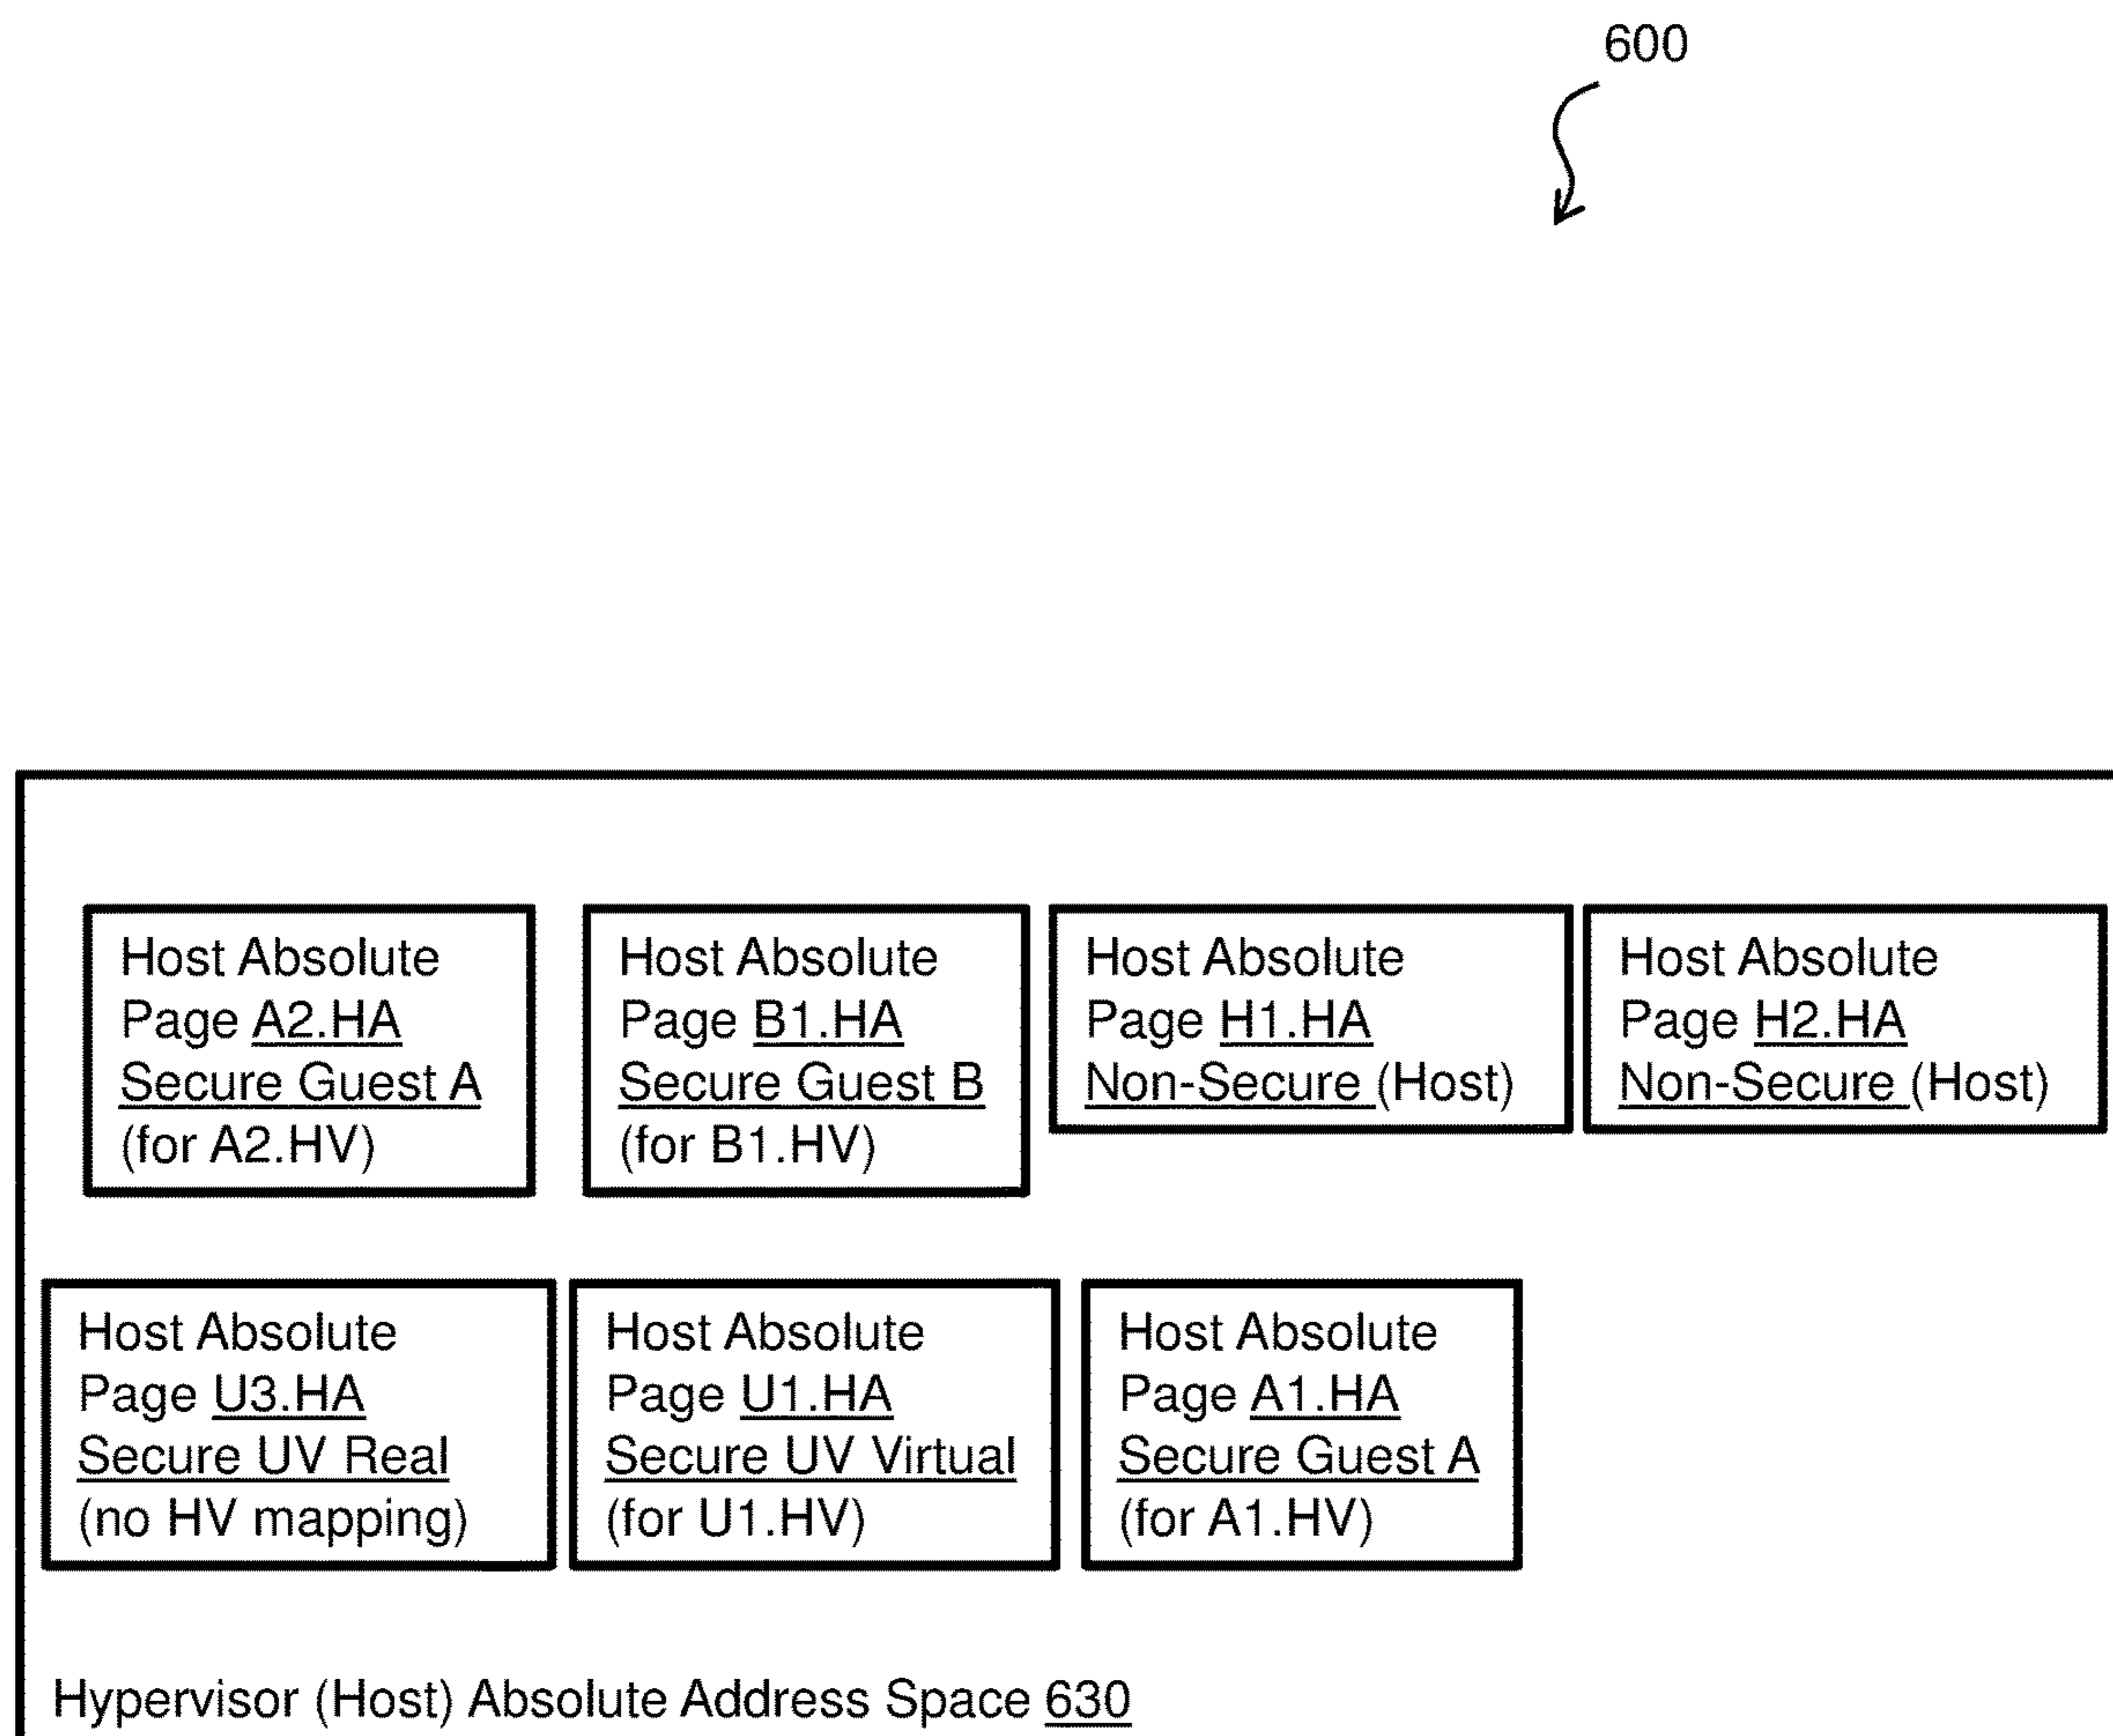 600
Host Absolute
Page A2.HA
Secure Guest A
(for A2.HV)
Host Absolute
Page B1.HA
Secure Guest B
(for B1.HV)
Host Absolute
Page H1.HA
Non-Secure (Host)
Host Absolute
Page H2.HA
Non-Secure (Host)
Host Absolute
Page U3.HA
Secure UV Real
(no HV mapping)
Host Absolute
Page U1.HA
Secure UV Virtual
(for U1.HV)
Host Absolute
Page A1.HA
Secure Guest A
(for A1.HV)
Hypervisor (Host) Absolute Address Space 630